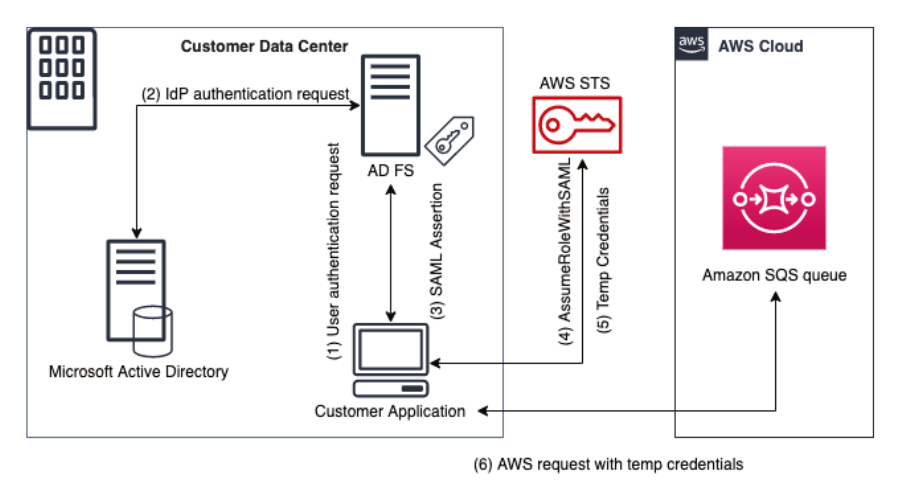 Customer Data Center
aws
AWS Cloud
(2) IdP authentication request
AWS STS
AD FS
(1) User authentication request
(3) SAML Assertion
(4) AssumeRoleWithSAML
(5) Temp Credentials
Amazon SQS queue
Microsoft Active Directory
Customer Application
(6) AWS request with temp credentials